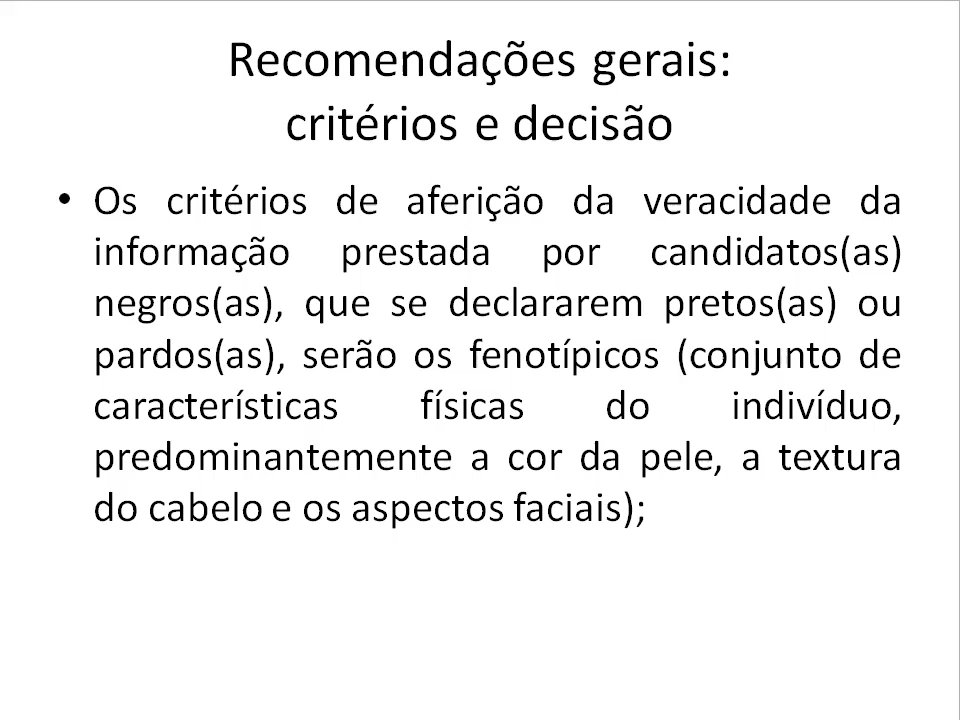 Recomendações gerais:
critérios e decisão
• Os critérios de aferição da veracidade da
informação prestada por candidatos(as)
negros(as), que se declararem pretos(as) ou
pardos(as), serão os fenotípicos (conjunto de
características físicas do indivíduo,
predominantemente a cor da pele, a textura
do cabelo e os aspectos faciais);